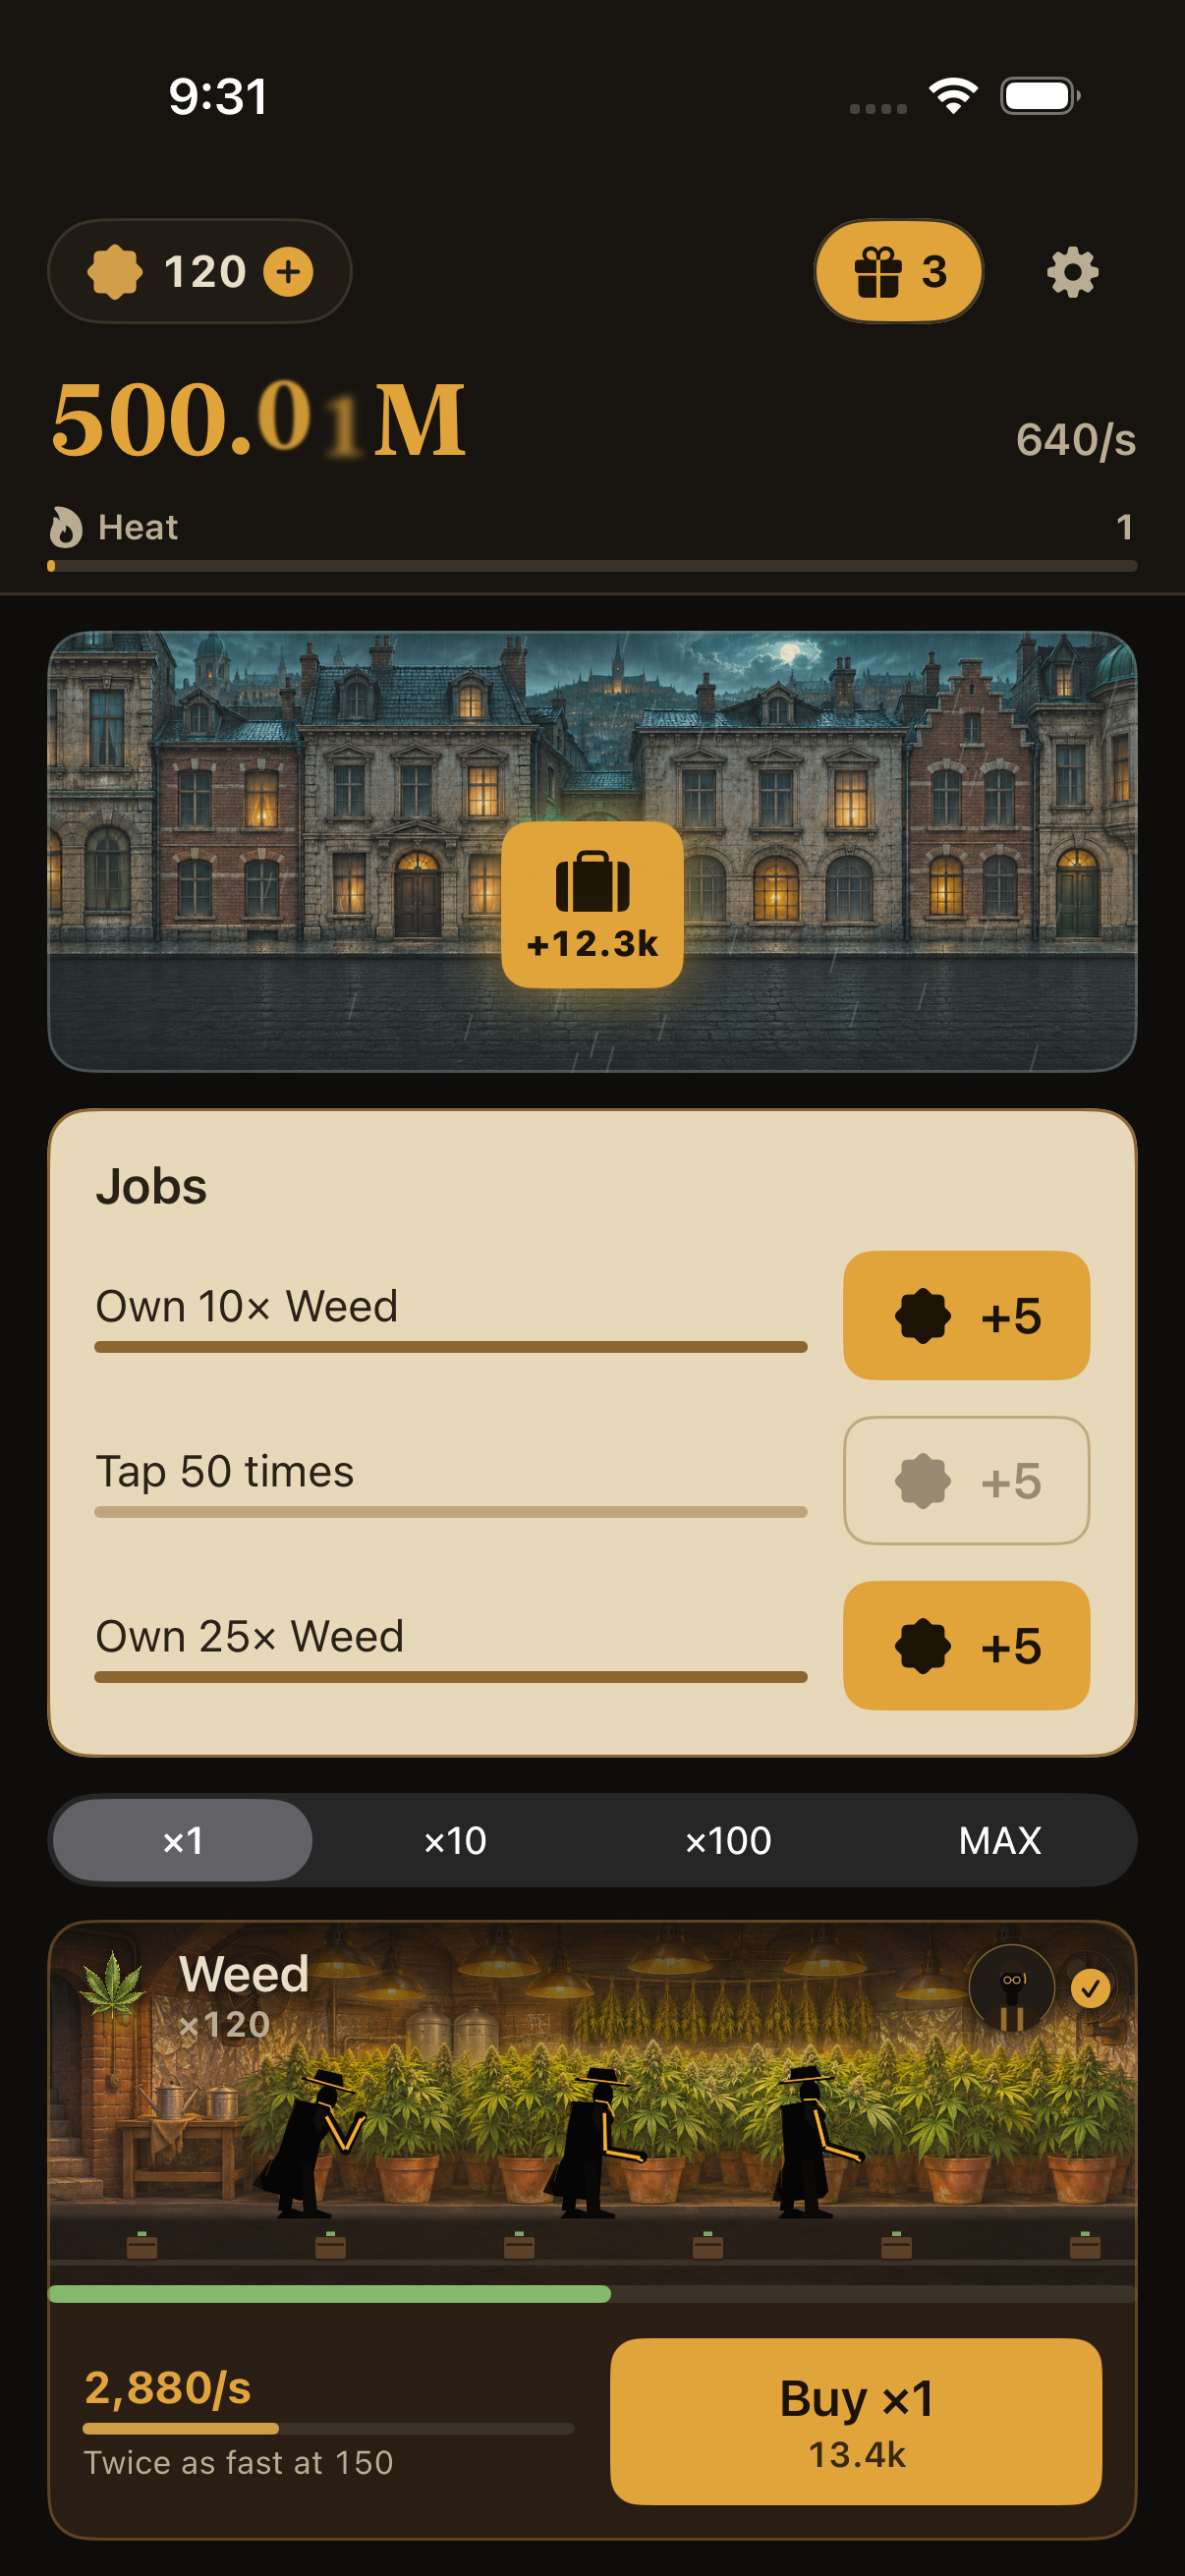 9:31
120
3
500.01M
640/s
Heat
1
+12.3k
Jobs
Own 10× Weed
+5
Tap 50 times
+5
Own 25× Weed
+5
×1
×10
×100
MAX
Weed
×120
2,880/s
Twice as fast at 150
Buy ×1
13.4k